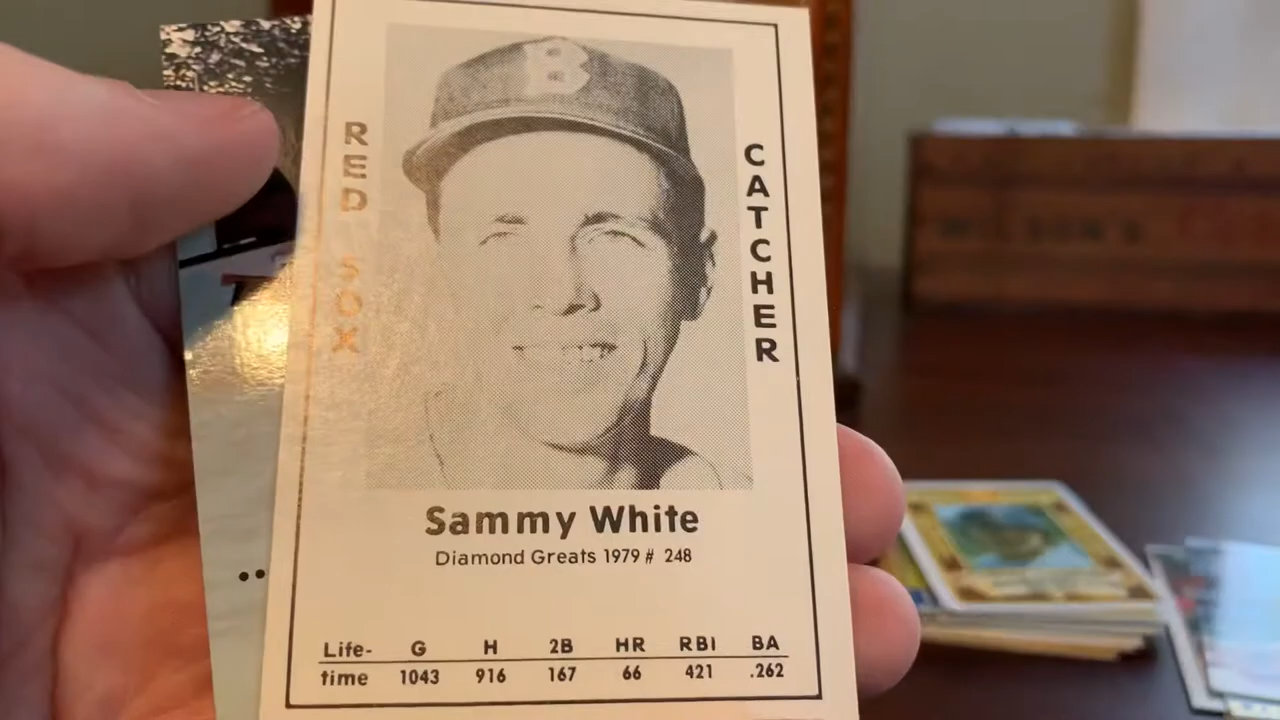 B
RED SOX
CATCHER
Sammy White
Diamond Greats 1979 # 248
Life- G H 2B HR RBI BA
time 1043 916 167 66 421 .262